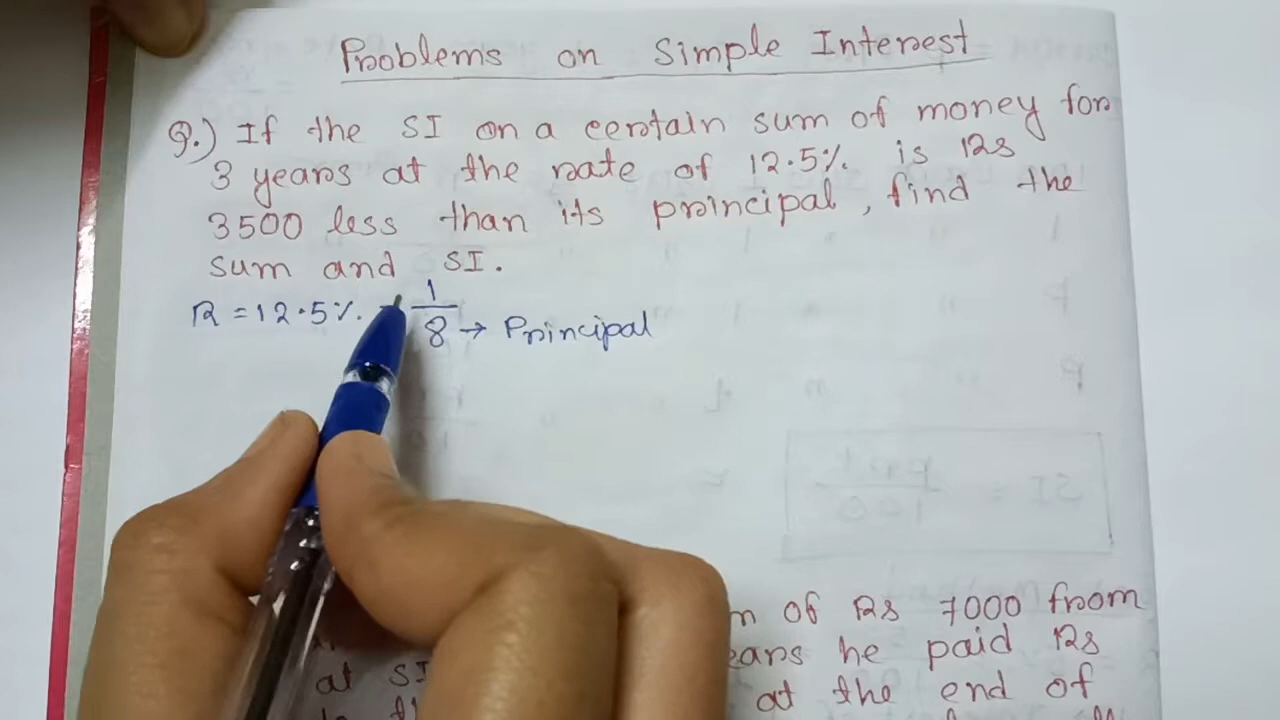 Problems on Simple Interest
Q.) If the SI on a certain sum of money for
3 years at the rate of 12.5% is Rs
3500 less than its principal, find the
sum and SI.
R = 12.5%. 1/8 → Principal
of Rs 7000 from
he paid Rs
at SI at the end of